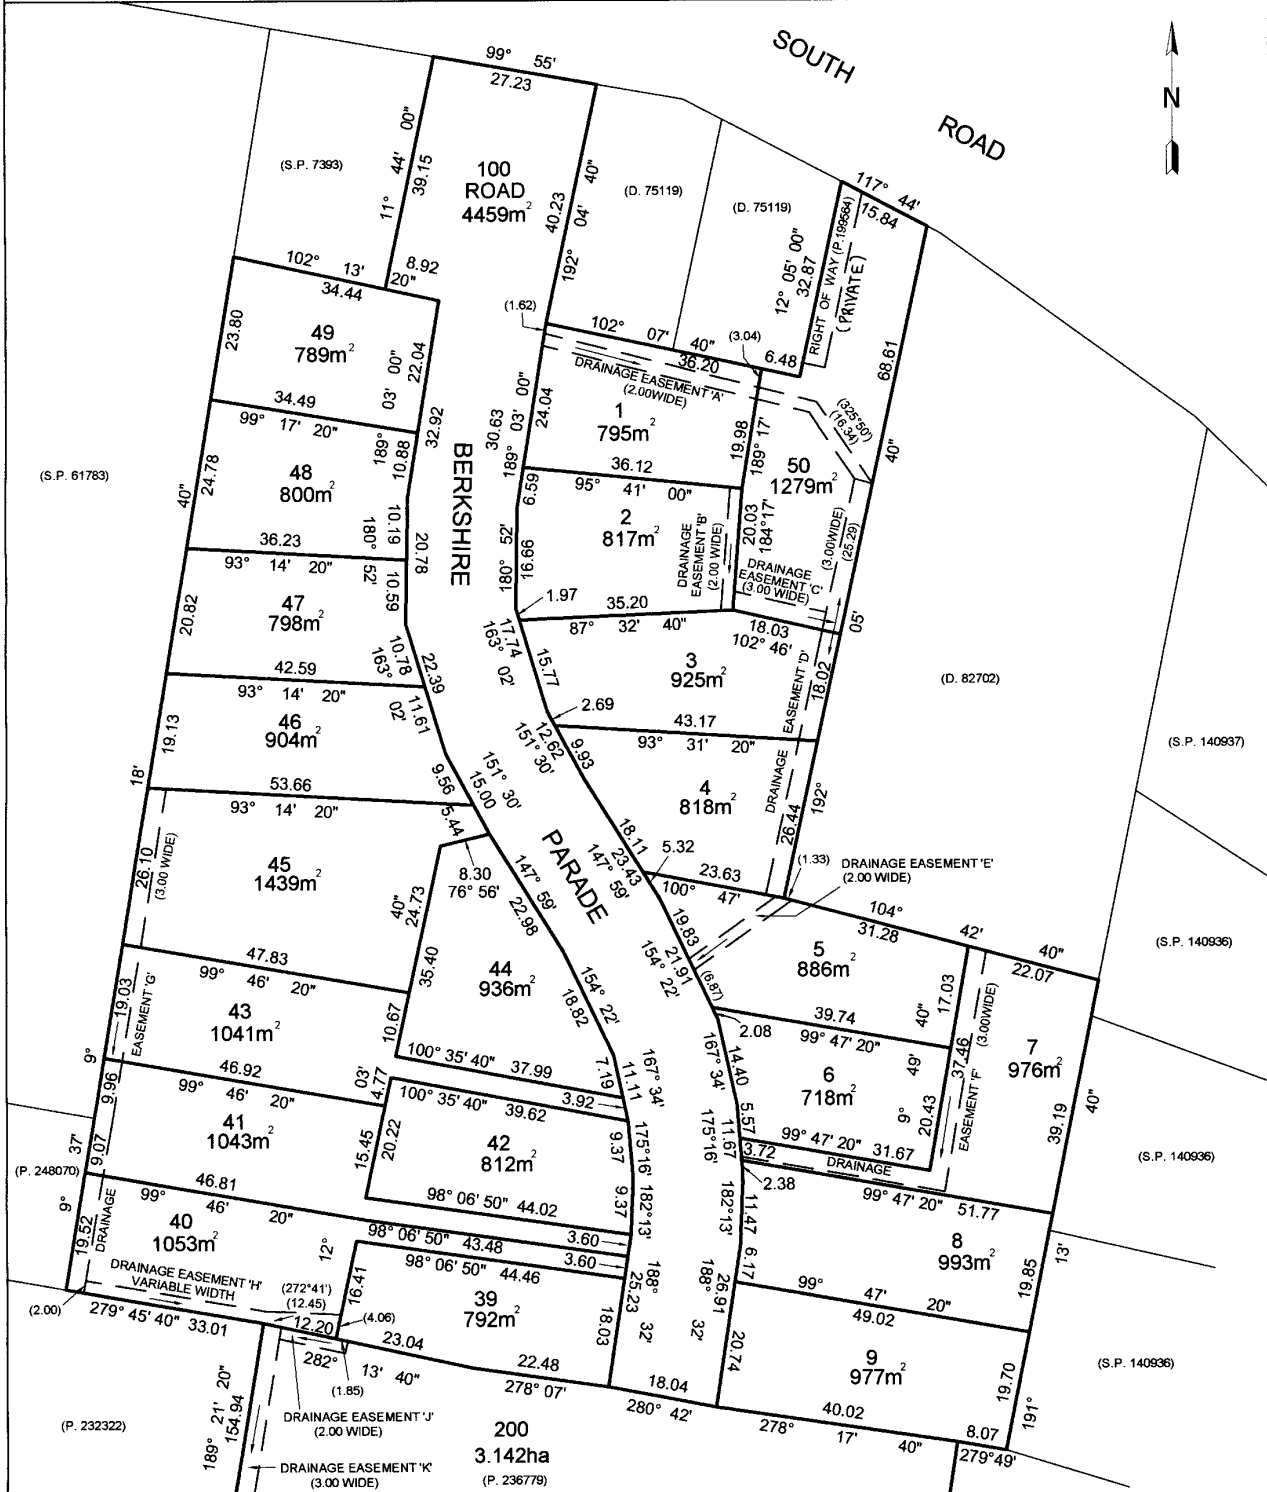 SOUTH
ROAD
N
99° 55'
27.23
11° 44' 00"
39.15
100
ROAD
4459m²
40.23
192° 04' 40"
(S.P. 7393)
(D. 75119)
(D. 75119)
117° 44'
15.84
12° 05' 00"
32.87
RIGHT OF WAY (P.199564)
(PRIVATE)
68.61
102° 13' 20"
34.44
8.92
23.80
49
789m²
22.04
189° 03' 00"
32.92
34.49
99° 17' 20"
10.88
(1.62)
102° 07' 40"
36.20
(3.04)
6.48
DRAINAGE EASEMENT 'A'
(2.00WIDE)
30.63
189° 03' 00"
24.04
1
795m²
19.98
189° 17'
(325°50')
(16.34)
36.12
95° 41' 00"
50
1279m²
(S.P. 61783)
24.78
48
800m²
10.19
180° 52'
20.78
36.23
93° 14' 20"
10.59
BERKSHIRE
6.59
2
817m²
180° 52'
16.66
DRAINAGE
EASEMENT 'B'
(2.00 WIDE)
20.03
184°17'
DRAINAGE
EASEMENT 'C'
(3.00 WIDE)
(3.00WIDE)
(25.29)
192° 05' 40"
1.97
35.20
87° 32' 40"
18.03
102° 46'
20.82
47
798m²
42.59
93° 14' 20"
10.78
163° 02'
22.39
11.61
17.74
163° 02'
15.77
3
925m²
18.02
DRAINAGE EASEMENT 'D'
(D. 82702)
2.69
43.17
93° 31' 20"
19.13
46
904m²
53.66
93° 14' 20"
9.56
151° 30'
15.00
5.44
12.62
151° 30'
9.93
4
818m²
26.44
(S.P. 140937)
9° 18' 40"
26.10
(3.00 WIDE)
45
1439m²
8.30
76° 56'
PARADE
18.11
23.43
147° 59'
5.32
23.63
100° 47'
(1.33)
DRAINAGE EASEMENT 'E'
(2.00 WIDE)
24.73
35.40
147° 59'
22.98
19.83
21.91
154° 22'
(6.87)
104° 42' 40"
31.28
22.07
5
886m²
(S.P. 140936)
47.83
99° 46' 20"
44
936m²
154° 22'
18.82
39.74
99° 47' 20"
2.08
17.03
(3.00WIDE)
19.03
EASEMENT 'G'
43
1041m²
10.67
9° 03' 40"
100° 35' 40" 37.99
7.19
167° 34'
11.11
167° 34'
14.40
6
718m²
9° 49' 40"
37.46
20.43
EASEMENT 'F'
7
976m²
39.19
46.92
99° 46' 20"
4.77
3.92
100° 35' 40" 39.62
5.57
11.67
175°16'
99° 47' 20" 31.67
3.72
DRAINAGE
9.96
9.07
9° 37'
41
1043m²
15.45
20.22
42
812m²
9.37
175°16'
(P. 248070)
46.81
99° 46' 20"
98° 06' 50" 44.02
9.37
182°13'
2.38
99° 47' 20" 51.77
(S.P. 140936)
19.52
DRAINAGE
40
1053m²
98° 06' 50" 43.48
3.60
3.60
182°13'
11.47
6.17
8
993m²
19.85
191° 13' 40"
DRAINAGE EASEMENT 'H'
VARIABLE WIDTH
(272°41')
(12.45)
12°
16.41
98° 06' 50" 44.46
39
792m²
188° 32'
25.23
18.03
188° 32'
26.91
20.74
99° 47' 20"
49.02
(2.00)
279° 45' 40" 33.01
12.20
(4.06)
23.04
282° 13' 40"
(1.85)
22.48
278° 07'
18.04
280° 42'
9
977m²
19.70
(S.P. 140936)
40.02
278° 17' 40"
8.07
279°49'
(P. 232322)
189° 21' 20"
154.94
DRAINAGE EASEMENT 'J'
(2.00 WIDE)
DRAINAGE EASEMENT 'K'
(3.00 WIDE)
200
3.142ha
(P. 236779)